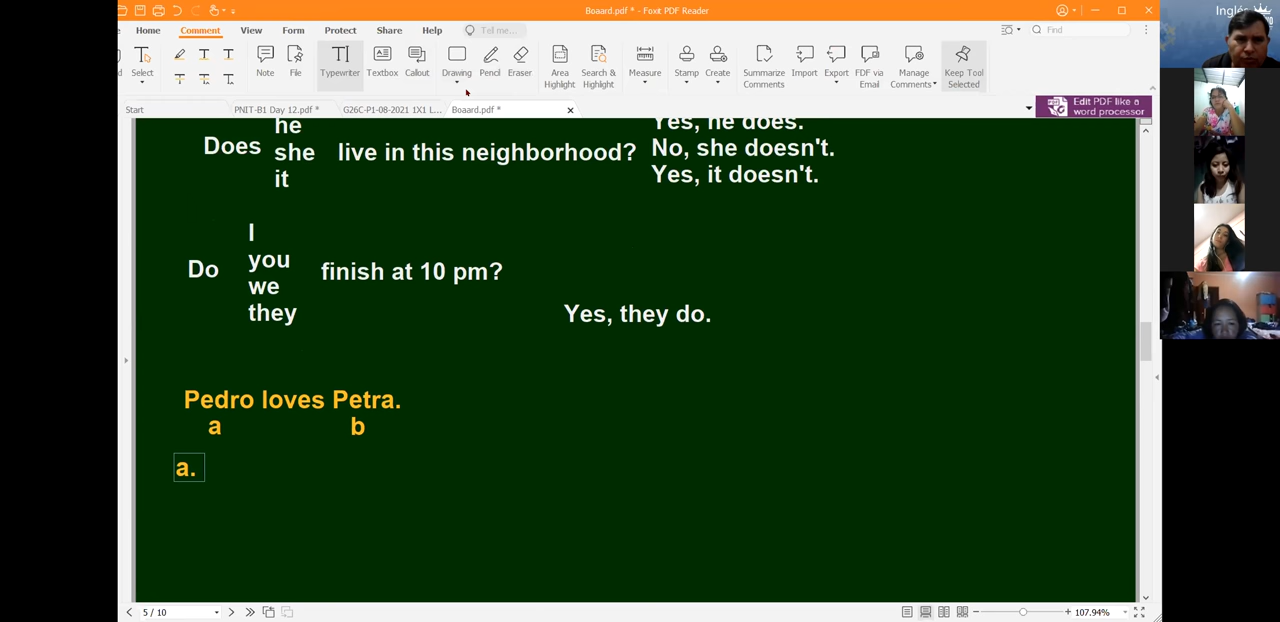 Boaard.pdf * - Foxit PDF Reader
Inglés
Home Comment View Form Protect Share Help Tell me... Find
Select Note File Typewriter Textbox Callout Drawing Pencil Eraser Area Highlight Search & Highlight Measure Stamp Create Summarize Comments Import Export FDF via Email Manage Comments Keep Tool Selected
Start PNIT-B1 Day 12.pdf * G26C-P1-08-2021 1X1 L... Boaard.pdf * Edit PDF like a word processor
he Yes, he does.
Does she live in this neighborhood? No, she doesn't.
it Yes, it doesn't.
I
you
Do finish at 10 pm?
we
they Yes, they do.
Pedro loves Petra.
a b
a.
5 / 10 107.94%